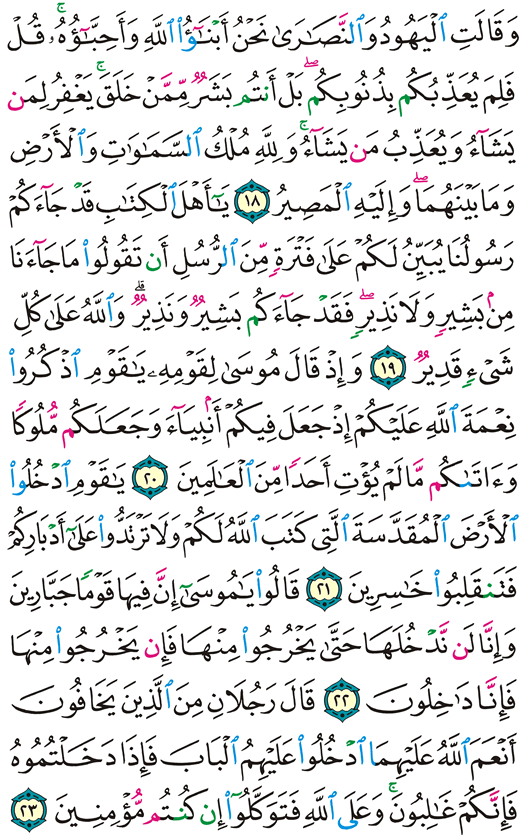 وَقَالَتِ ٱلْيَهُودُ وَٱلنَّصَٰرَىٰ نَحْنُ أَبْنَٰٓؤُا۟ ٱللَّهِ وَأَحِبَّٰٓؤُهُۥۚ قُلْ
فَلِمَ يُعَذِّبُكُم بِذُنُوبِكُمۖ بَلْ أَنتُم بَشَرٌ مِّمَّنْ خَلَقَۚ يَغْفِرُ لِمَن
يَشَآءُ وَيُعَذِّبُ مَن يَشَآءُۚ وَلِلَّهِ مُلْكُ ٱلسَّمَٰوَٰتِ وَٱلْأَرْضِ
وَمَا بَيْنَهُمَاۖ وَإِلَيْهِ ٱلْمَصِيرُ ١٨ يَٰٓأَهْلَ ٱلْكِتَٰبِ قَدْ جَآءَكُمْ
رَسُولُنَا يُبَيِّنُ لَكُمْ عَلَىٰ فَتْرَةٍ مِّنَ ٱلرُّسُلِ أَن تَقُولُوا۟ مَا جَآءَنَا
مِنۢ بَشِيرٍ وَلَا نَذِيرٍۖ فَقَدْ جَآءَكُم بَشِيرٌ وَنَذِيرٌۗ وَٱللَّهُ عَلَىٰ كُلِّ
شَىْءٍ قَدِيرٌ ١٩ وَإِذْ قَالَ مُوسَىٰ لِقَوْمِهِۦ يَٰقَوْمِ ٱذْكُرُوا۟
نِعْمَةَ ٱللَّهِ عَلَيْكُمْ إِذْ جَعَلَ فِيكُمْ أَنۢبِيَآءَ وَجَعَلَكُم مُّلُوكًا
وَءَاتَىٰكُم مَّا لَمْ يُؤْتِ أَحَدًا مِّنَ ٱلْعَٰلَمِينَ ٢٠ يَٰقَوْمِ ٱدْخُلُوا۟
ٱلْأَرْضَ ٱلْمُقَدَّسَةَ ٱلَّتِى كَتَبَ ٱللَّهُ لَكُمْ وَلَا تَرْتَدُّوا۟ عَلَىٰٓ أَدْبَارِكُمْ
فَتَنقَلِبُوا۟ خَٰسِرِينَ ٢١ قَالُوا۟ يَٰمُوسَىٰٓ إِنَّ فِيهَا قَوْمًا جَبَّارِينَ
وَإِنَّا لَن نَّدْخُلَهَا حَتَّىٰ يَخْرُجُوا۟ مِنْهَا فَإِن يَخْرُجُوا۟ مِنْهَا
فَإِنَّا دَٰخِلُونَ ٢٢ قَالَ رَجُلَانِ مِنَ ٱلَّذِينَ يَخَافُونَ
أَنْعَمَ ٱللَّهُ عَلَيْهِمَا ٱدْخُلُوا۟ عَلَيْهِمُ ٱلْبَابَ فَإِذَا دَخَلْتُمُوهُ
فَإِنَّكُمْ غَٰلِبُونَۚ وَعَلَى ٱللَّهِ فَتَوَكَّلُوٓا۟ إِن كُنتُم مُّؤْمِنِينَ ٢٣